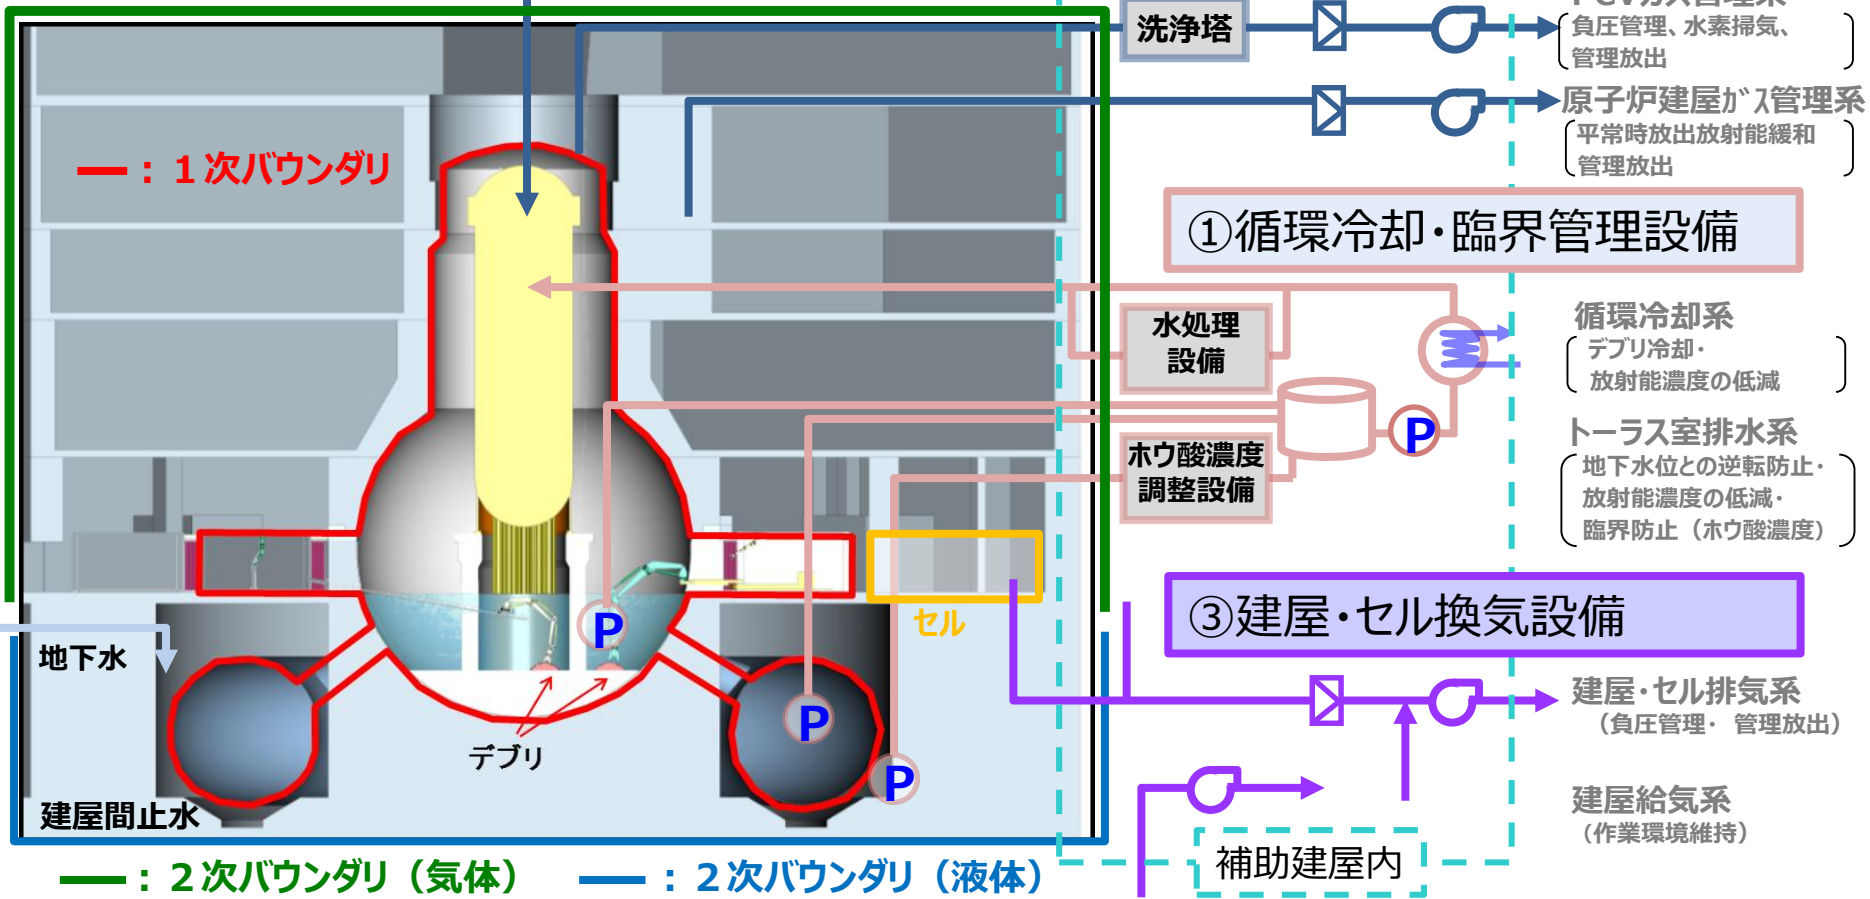 PCVガス管理系
負圧管理、水素掃気、
管理放出
洗浄塔
原子炉建屋ガス管理系
平常時放出放射能緩和
管理放出
：１次バウンダリ
①循環冷却・臨界管理設備
水処理
設備
循環冷却系
デブリ冷却・
放射能濃度の低減
P
トーラス室排水系
地下水位との逆転防止・
放射能濃度の低減・
臨界防止（ホウ酸濃度）
ホウ酸濃度
調整設備
③建屋・セル換気設備
セル
P
地下水
P
P
デブリ
建屋・セル排気系
（負圧管理・ 管理放出）
建屋給気系
（作業環境維持）
建屋間止水
補助建屋内
：２次バウンダリ（気体）
：２次バウンダリ（液体）